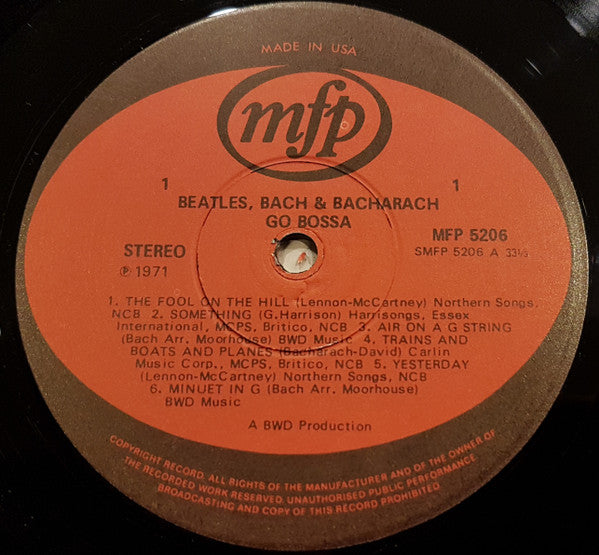 MADE IN USA
mfp
1 1
BEATLES, BACH & BACHARACH
GO BOSSA
STEREO
℗ 1971
MFP 5206
SMFP 5206 A 33⅓
1. THE FOOL ON THE HILL (Lennon-McCartney) Northern Songs,
NCB 2. SOMETHING (G.Harrison) Harrisongs, Essex
International, MCPS, Britico, NCB 3. AIR ON A G STRING
(Bach Arr. Moorhouse) BWD Music 4. TRAINS AND
BOATS AND PLANES (Bacharach-David) Carlin
Music Corp., MCPS, Britico, NCB 5. YESTERDAY
(Lennon-McCartney) Northern Songs, NCB
6. MINUET IN G (Bach Arr. Moorhouse)
BWD Music
A BWD Production
COPYRIGHT RECORD. ALL RIGHTS OF THE MANUFACTURER AND OF THE OWNER OF
THE RECORDED WORK RESERVED. UNAUTHORISED PUBLIC PERFORMANCE
BROADCASTING AND COPY OF THIS RECORD PROHIBITED.